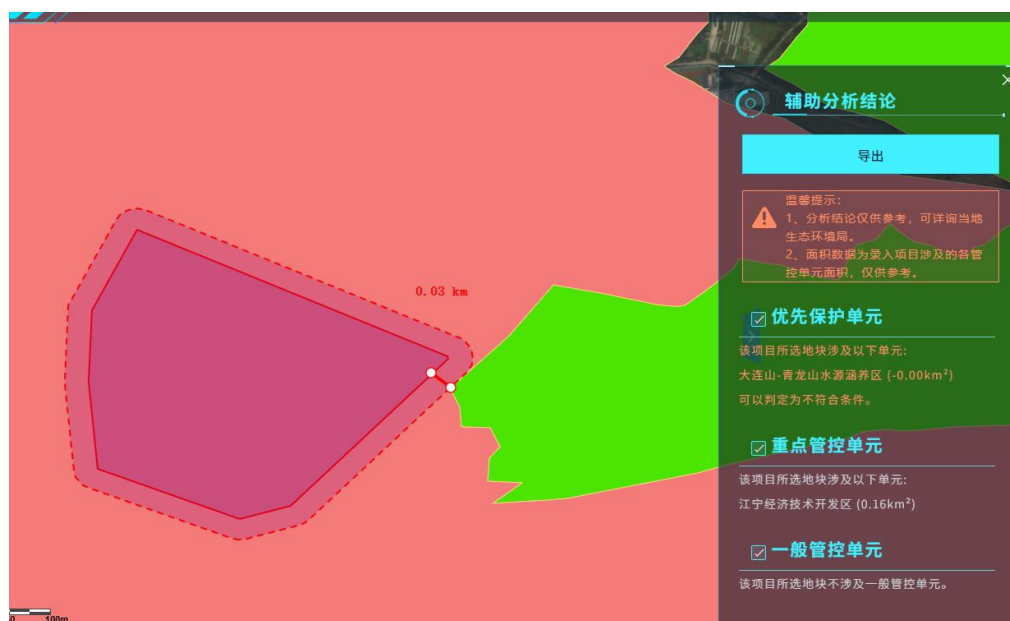 辅助分析结论
导出
温馨提示：
1、分析结论仅供参考，可详询当地
生态环境局。
2、面积数据为录入项目涉及的各管
控单元面积，仅供参考。
0.03 km
优先保护单元
该项目所选地块涉及以下单元:
大连山-青龙山水源涵养区 (-0.00km²)
可以判定为不符合条件。
重点管控单元
该项目所选地块涉及以下单元:
江宁经济技术开发区 (0.16km²)
一般管控单元
该项目所选地块不涉及一般管控单元。
0 100m